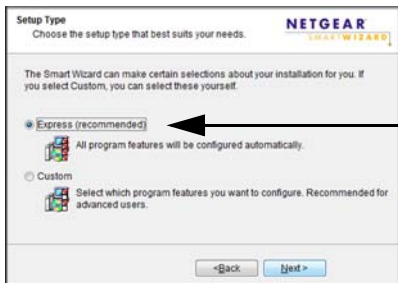 Setup Type
Choose the setup type that best suits your needs.
NETGEAR
SMARTWIZARD
The Smart Wizard can make certain selections about your installation for you. If
you select Custom, you can select these yourself.
Express (recommended)
All program features will be configured automatically.
Custom
Select which program features you want to configure. Recommended for
advanced users.
<Back
Next >